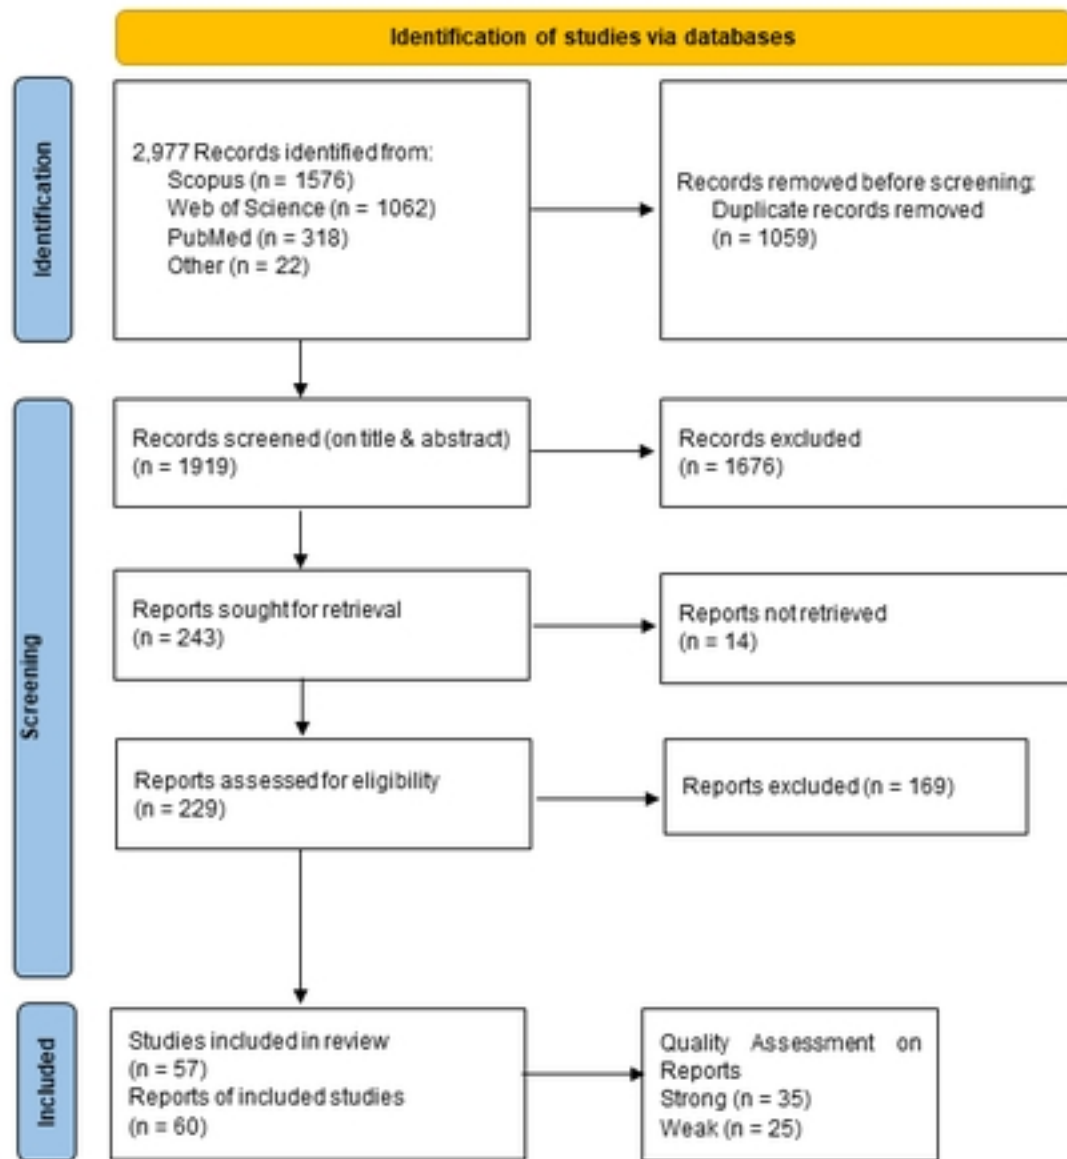 Identification of studies via databases
Identification
2,977 Records identified from:
Scopus (n = 1576)
Web of Science (n = 1062)
PubMed (n = 318)
Other (n = 22)
Records removed before screening:
Duplicate records removed
(n = 1059)
Screening
Records screened (on title & abstract)
(n = 1919)
Records excluded
(n = 1676)
Reports sought for retrieval
(n = 243)
Reports not retrieved
(n = 14)
Reports assessed for eligibility
(n = 229)
Reports excluded (n = 169)
Included
Studies included in review
(n = 57)
Reports of included studies
(n = 60)
Quality Assessment on
Reports
Strong (n = 35)
Weak (n = 25)